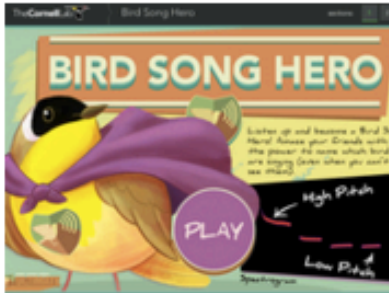 TheCornellLab
Bird Song Hero
BIRD SONG HERO
Listen up and become a Bird
Hero! Amaze your friends with
the power to name which bird
are singing (even when you can't
see them).
High Pitch
PLAY
Low Pitch
Spectrogram